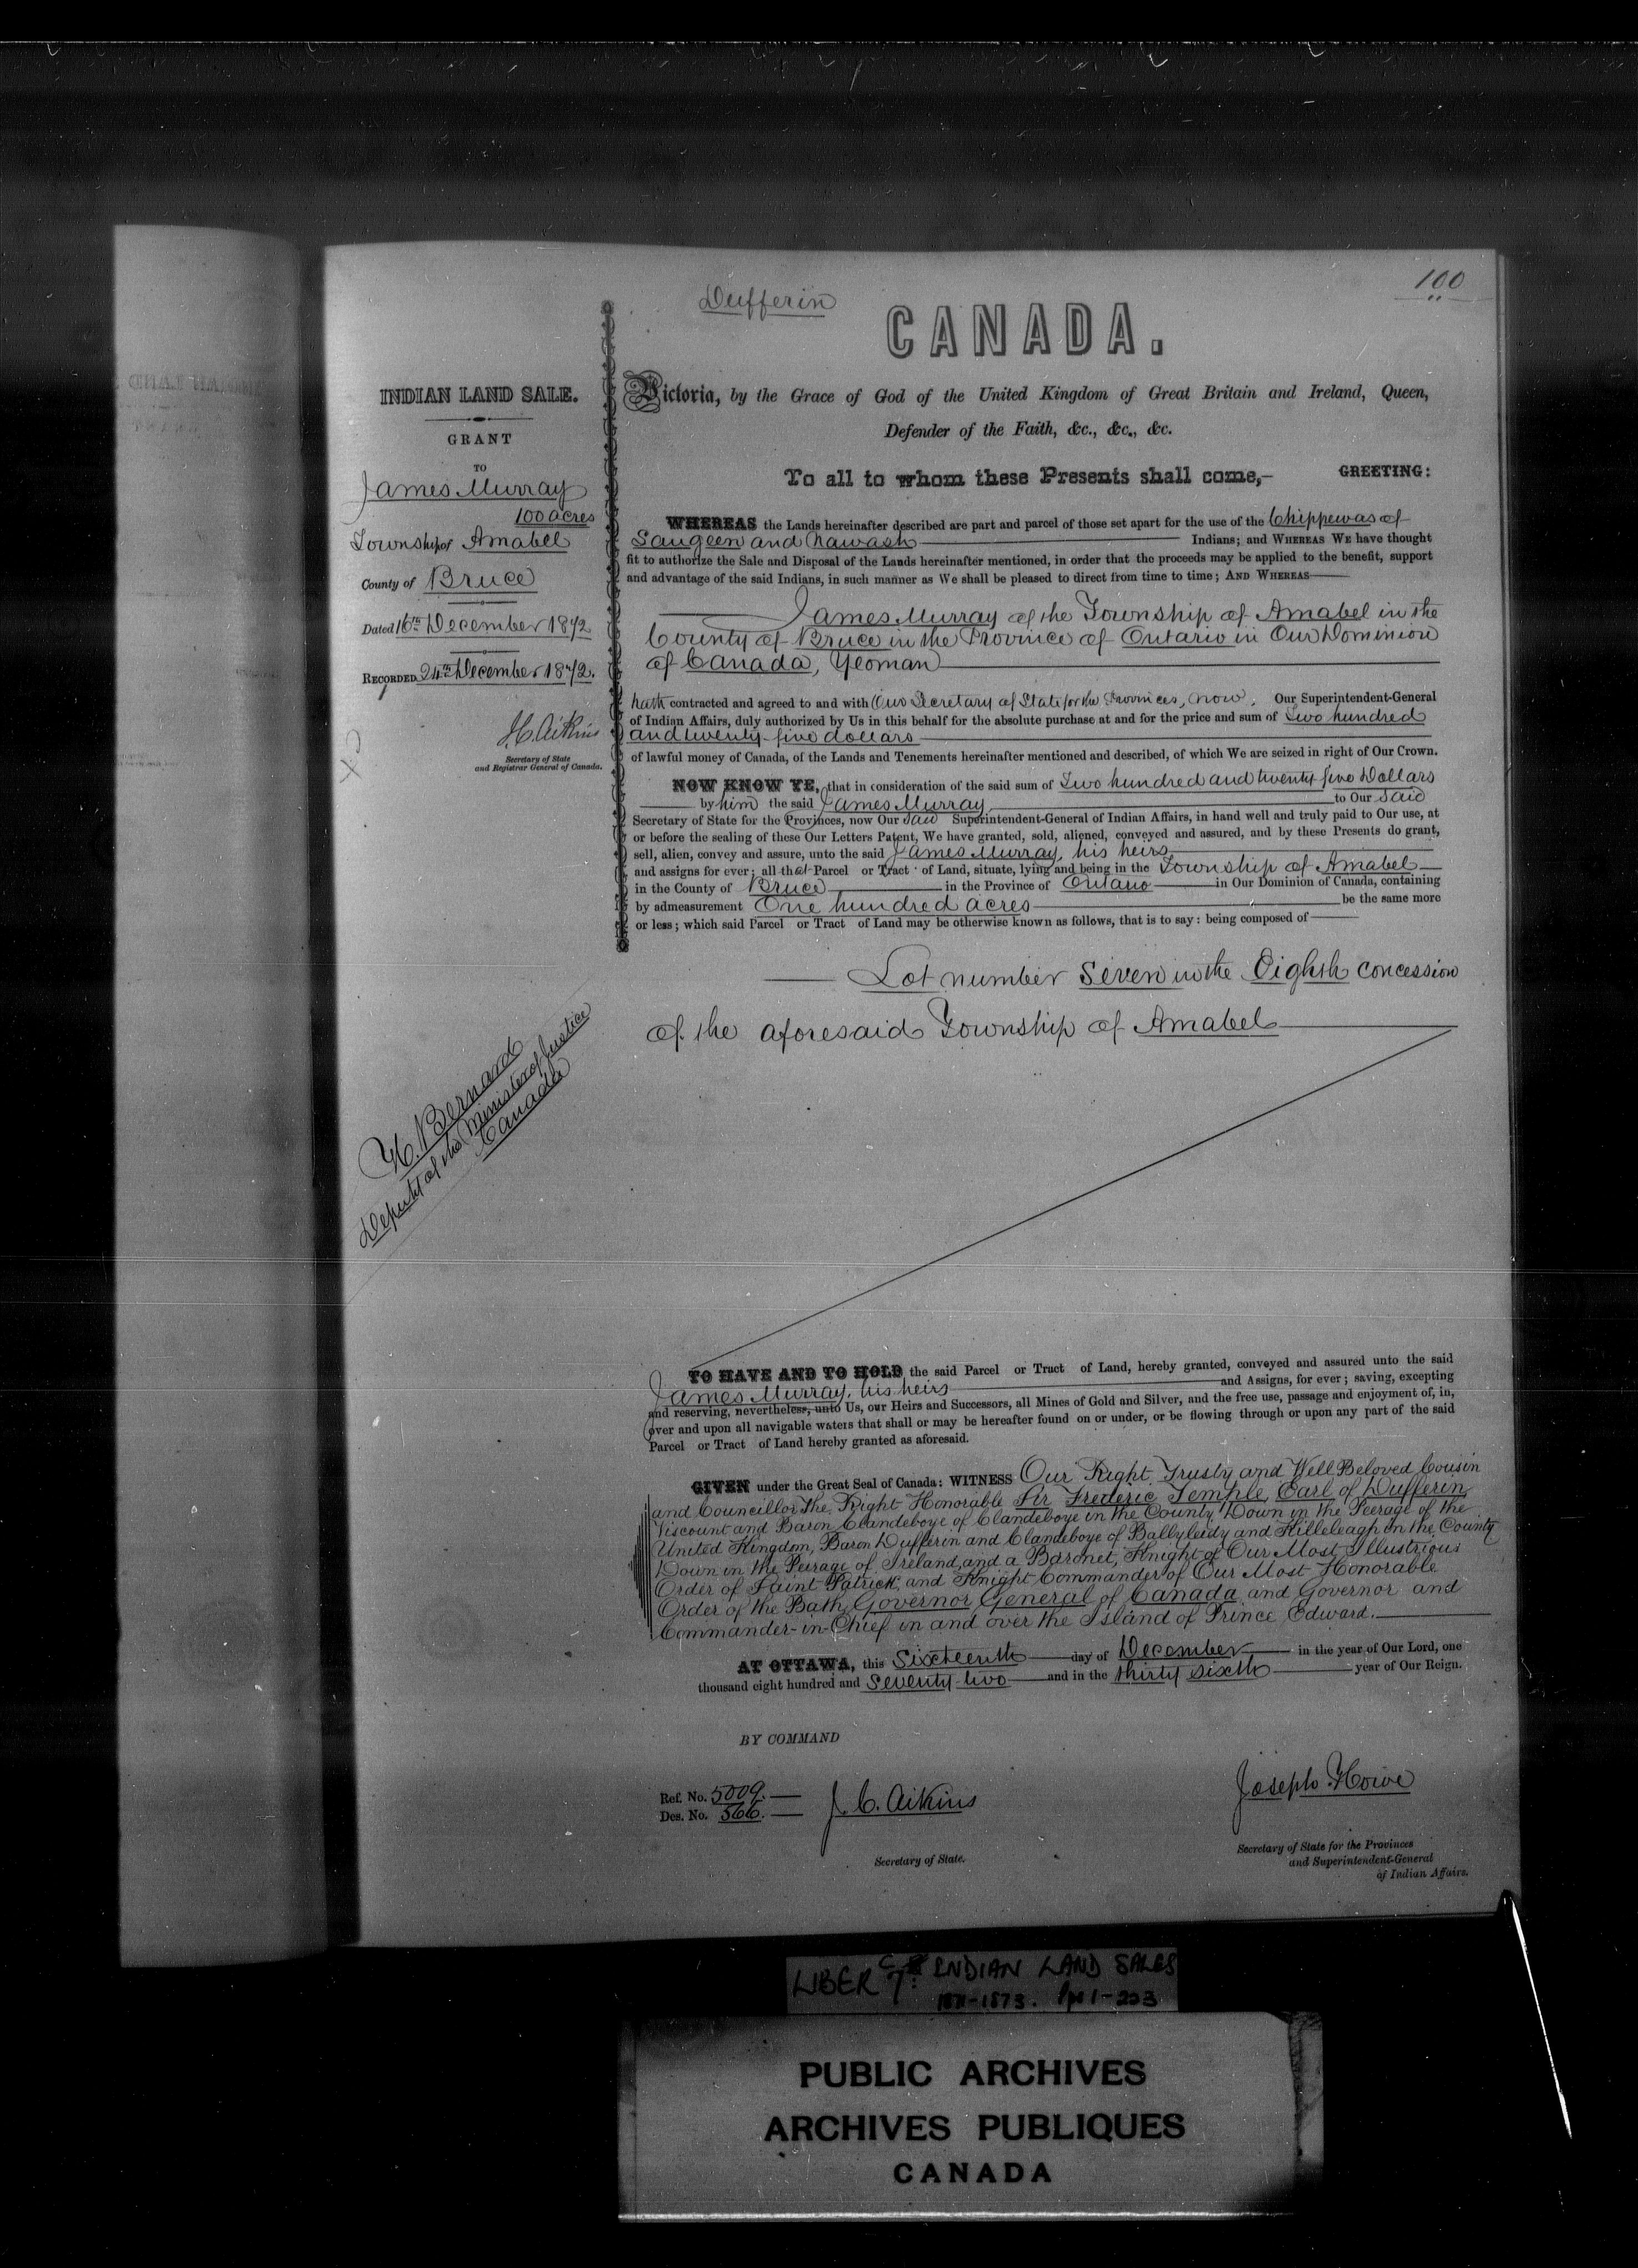 100
Dufferin
CANADA.
INDIAN LAND SALE.
GRANT
TO
James Murray
100 acres
Township of Amabel
County of Bruce
Dated 16th December 1872
RECORDED 24th December 1872.
J.C. Aikins
Secretary of State
and Registrar General of Canada.
H. Bernard
Deputy of the Minister of Justice
Canada
Victoria, by the Grace of God of the United Kingdom of Great Britain and Ireland, Queen,
Defender of the Faith, &c., &c., &c.
To all to whom these Presents shall come,— GREETING:
WHEREAS the Lands hereinafter described are part and parcel of those set apart for the use of the Chippewas of
Saugeen and Nawash Indians; and WHEREAS We have thought
fit to authorize the Sale and Disposal of the Lands hereinafter mentioned, in order that the proceeds may be applied to the benefit, support
and advantage of the said Indians, in such manner as We shall be pleased to direct from time to time; AND WHEREAS
James Murray of the Township of Amabel in the
County of Bruce in the Province of Ontario in Our Dominion
of Canada, Yeoman
hath contracted and agreed to and with Our Secretary of State for the Provinces, now, Our Superintendent-General
of Indian Affairs, duly authorized by Us in this behalf for the absolute purchase at and for the price and sum of Two hundred
and twenty-five dollars
of lawful money of Canada, of the Lands and Tenements hereinafter mentioned and described, of which We are seized in right of Our Crown.
NOW KNOW YE, that in consideration of the said sum of Two hundred and twenty five Dollars
by him the said James Murray to Our said
Secretary of State for the Provinces, now Our said Superintendent-General of Indian Affairs, in hand well and truly paid to Our use, at
or before the sealing of these Our Letters Patent, We have granted, sold, aliened, conveyed and assured, and by these Presents do grant,
sell, alien, convey and assure, unto the said James Murray, his heirs
and assigns for ever; all that Parcel or Tract of Land, situate, lying and being in the Township of Amabel
in the County of Bruce in the Province of Ontario in Our Dominion of Canada, containing
by admeasurement One hundred acres be the same more
or less; which said Parcel or Tract of Land may be otherwise known as follows, that is to say: being composed of
Lot number Seven in the Eighth concession
of the aforesaid Township of Amabel
TO HAVE AND TO HOLD the said Parcel or Tract of Land, hereby granted, conveyed and assured unto the said
James Murray, his heirs and Assigns, for ever; saving, excepting
and reserving, nevertheless, unto Us, our Heirs and Successors, all Mines of Gold and Silver, and the free use, passage and enjoyment of, in,
over and upon all navigable waters that shall or may be hereafter found on or under, or be flowing through or upon any part of the said
Parcel or Tract of Land hereby granted as aforesaid.
GIVEN under the Great Seal of Canada: WITNESS Our Right Trusty and Well Beloved Cousin
and Councillor the Right Honorable Sir Frederic Temple, Earl of Dufferin,
Viscount and Baron Clandeboye of Clandeboye in the County Down in the Peerage of the
United Kingdom, Baron Dufferin and Clandeboye of Ballyleidy and Killeleagh in the County
Down in the Peerage of Ireland, and a Baronet, Knight of Our Most Illustrious
Order of Saint Patrick, and Knight Commander of Our Most Honorable
Order of the Bath, Governor General of Canada, and Governor and
Commander-in-Chief in and over the Island of Prince Edward.
AT OTTAWA, this Sixteenth day of December in the year of Our Lord, one
thousand eight hundred and seventy-two and in the thirty sixth year of Our Reign.
BY COMMAND
Ref. No. 5009.
Des. No. 566.
J. C. Aikins
Secretary of State.
Joseph Howe
Secretary of State for the Provinces
and Superintendent-General
of Indian Affairs.
LIBER C7: INDIAN LAND SALES
1871-1873. Pp 1-223
PUBLIC ARCHIVES
ARCHIVES PUBLIQUES
CANADA